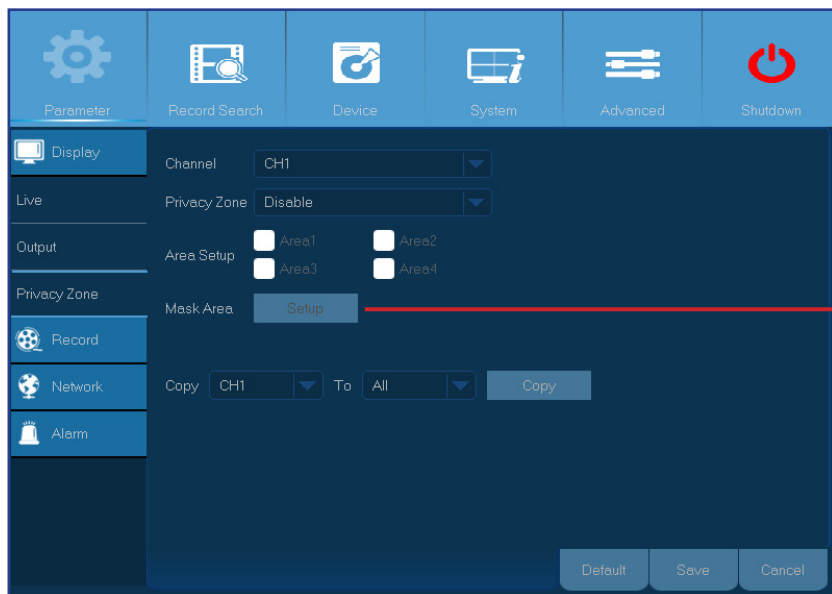 Parameter Record Search Device System Advanced Shutdown
Display
Live
Output
Privacy Zone
Record
Network
Alarm
Channel CH1
Privacy Zone Disable
Area Setup Area1 Area2
Area3 Area4
Mask Area Setup
Copy CH1 To All Copy
Default Save Cancel